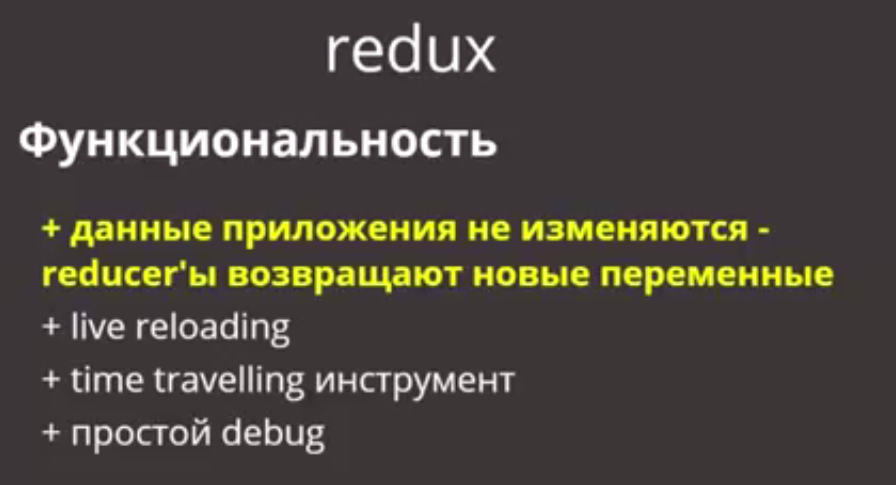 redux
Функциональность
+ данные приложения не изменяются -
reducer'ы возвращают новые переменные
+ live reloading
+ time travelling инструмент
+ простой debug